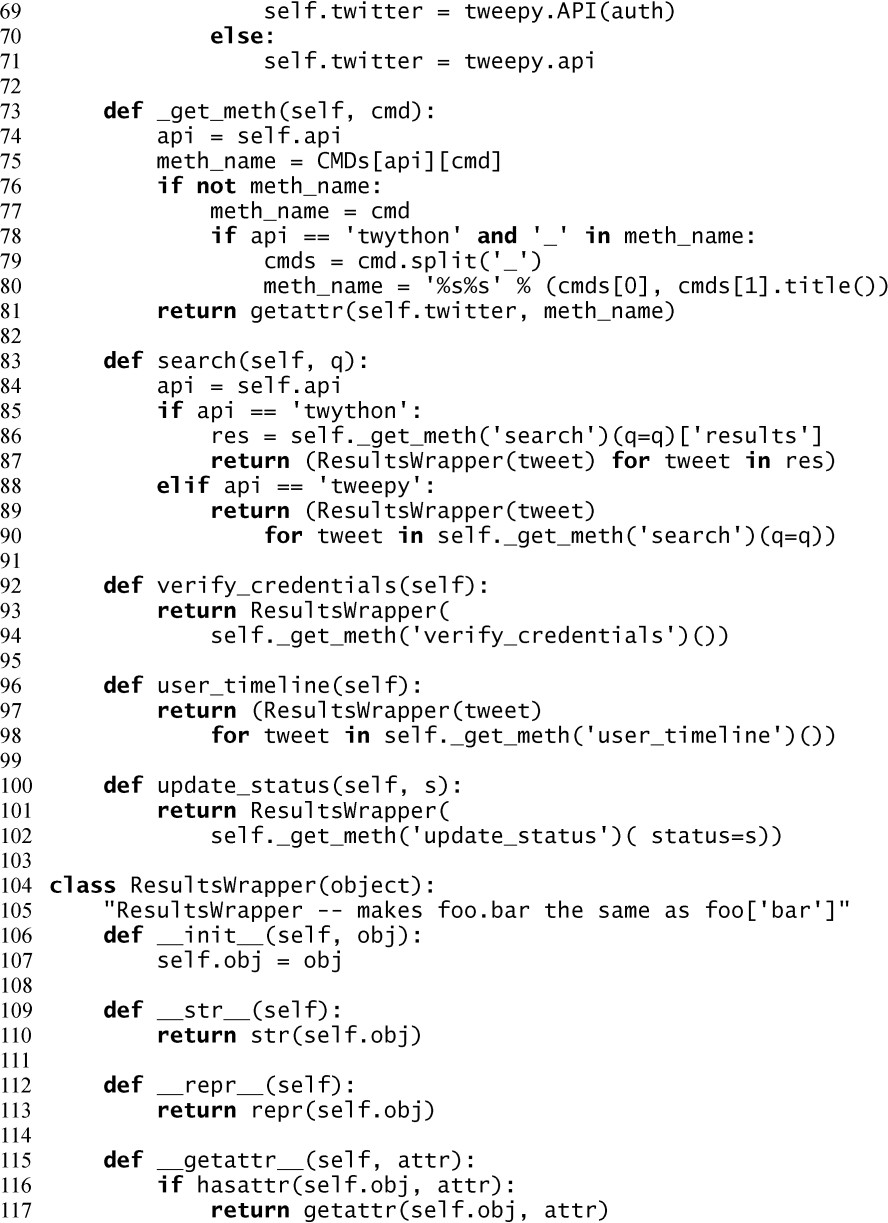 69                self.twitter = tweepy.API(auth)
70            else:
71                self.twitter = tweepy.api
72
73    def _get_meth(self, cmd):
74        api = self.api
75        meth_name = CMDs[api][cmd]
76        if not meth_name:
77            meth_name = cmd
78            if api == 'twython' and '_' in meth_name:
79                cmds = cmd.split('_')
80                meth_name = '%s%s' % (cmds[0], cmds[1].title())
81        return getattr(self.twitter, meth_name)
82
83    def search(self, q):
84        api = self.api
85        if api == 'twython':
86            res = self._get_meth('search')(q=q)['results']
87            return (ResultsWrapper(tweet) for tweet in res)
88        elif api == 'tweepy':
89            return (ResultsWrapper(tweet)
90                for tweet in self._get_meth('search')(q=q))
91
92    def verify_credentials(self):
93        return ResultsWrapper(
94            self._get_meth('verify_credentials')())
95
96    def user_timeline(self):
97        return (ResultsWrapper(tweet)
98            for tweet in self._get_meth('user_timeline')())
99
100    def update_status(self, s):
101        return ResultsWrapper(
102            self._get_meth('update_status')( status=s))
103
104 class ResultsWrapper(object):
105    "ResultsWrapper -- makes foo.bar the same as foo['bar']"
106    def __init__(self, obj):
107        self.obj = obj
108
109    def __str__(self):
110        return str(self.obj)
111
112    def __repr__(self):
113        return repr(self.obj)
114
115    def __getattr__(self, attr):
116        if hasattr(self.obj, attr):
117            return getattr(self.obj, attr)